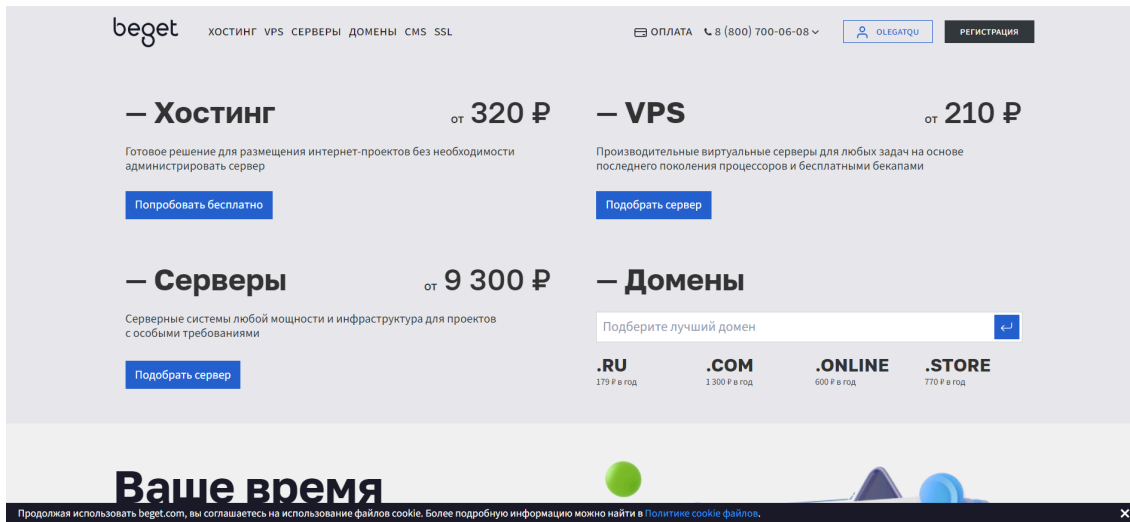 beget ХОСТИНГ VPS СЕРВЕРЫ ДОМЕНЫ CMS SSL ОПЛАТА 8 (800) 700-06-08 OLEGATQU РЕГИСТРАЦИЯ
— Хостинг от 320 ₽
Готовое решение для размещения интернет-проектов без необходимости
администрировать сервер
Попробовать бесплатно
— VPS от 210 ₽
Производительные виртуальные серверы для любых задач на основе
последнего поколения процессоров и бесплатными бекапами
Подобрать сервер
— Серверы от 9 300 ₽
Серверные системы любой мощности и инфраструктура для проектов
с особыми требованиями
Подобрать сервер
— Домены
Подберите лучший домен
.RU .COM .ONLINE .STORE
179 ₽ в год 1 300 ₽ в год 600 ₽ в год 770 ₽ в год
Ваше время
Продолжая использовать beget.com, вы соглашаетесь на использование файлов cookie. Более подробную информацию можно найти в Политике cookie файлов.